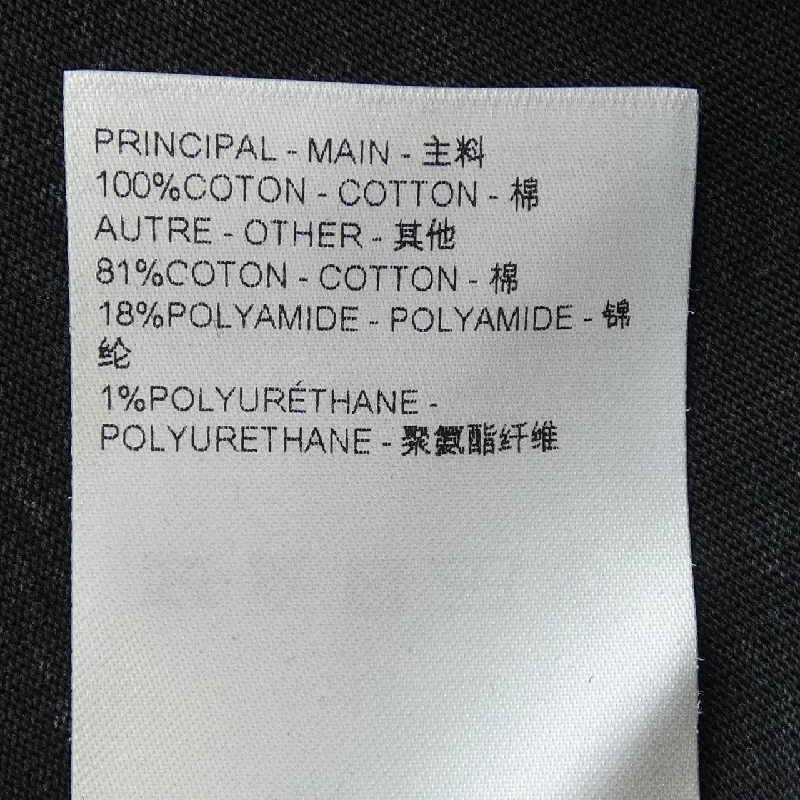 PRINCIPAL - MAIN - 主料
100%COTON - COTTON - 棉
AUTRE - OTHER - 其他
81%COTON - COTTON - 棉
18%POLYAMIDE - POLYAMIDE - 锦
纶
1%POLYURÉTHANE -
POLYURETHANE - 聚氨酯纤维